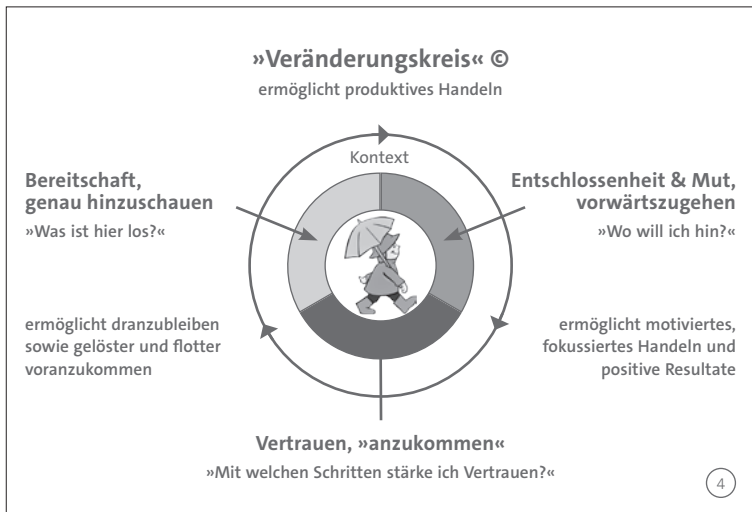 »Veränderungskreis« ©
ermöglicht produktives Handeln
Kontext
Bereitschaft,
genau hinzuschauen
»Was ist hier los?«
Entschlossenheit & Mut,
vorwärtszugehen
»Wo will ich hin?«
ermöglicht dranzubleiben
sowie gelöster und flotter
voranzukommen
ermöglicht motiviertes,
fokussiertes Handeln und
positive Resultate
Vertrauen, »anzukommen«
»Mit welchen Schritten stärke ich Vertrauen?«
4